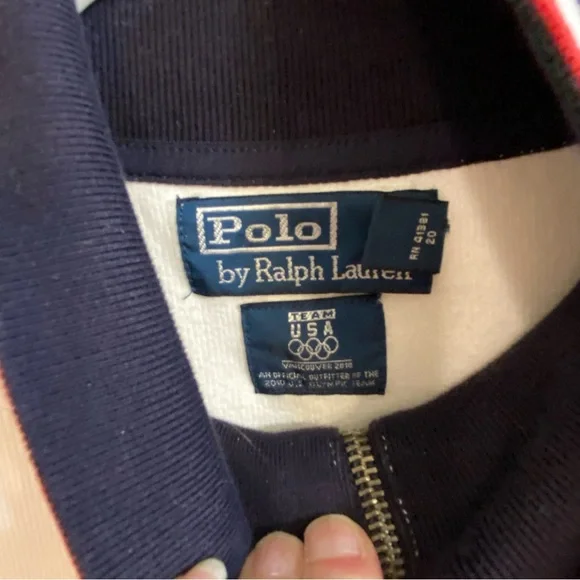 Polo
by Ralph Lauren
RN 41381
20
TEAM
USA
VANCOUVER 2010
AN OFFICIAL OUTFITTER OF THE
2010 U.S. OLYMPIC TEAM